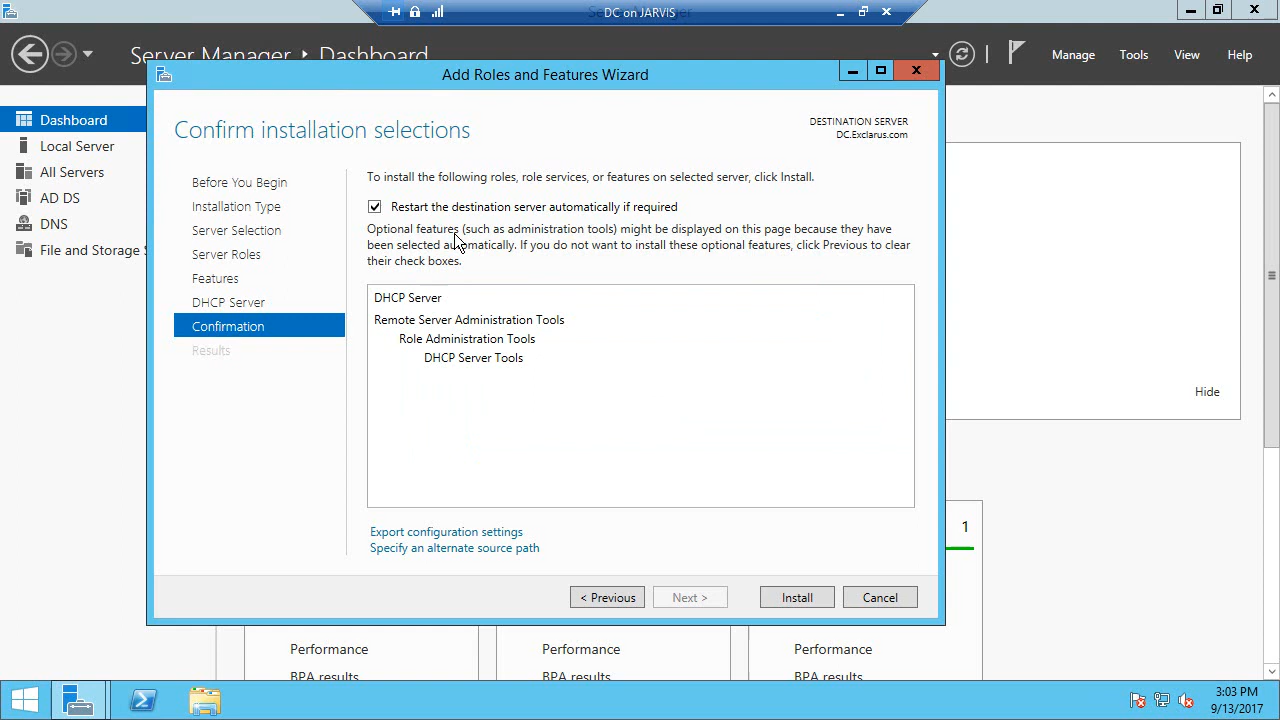 DC on JARVIS
Server Manager ▸ Dashboard
Manage
Tools
View
Help
Dashboard
Local Server
All Servers
AD DS
DNS
File and Storage S
Add Roles and Features Wizard
Confirm installation selections
DESTINATION SERVER
DC.Exclarus.com
Before You Begin
Installation Type
Server Selection
Server Roles
Features
DHCP Server
Confirmation
Results
To install the following roles, role services, or features on selected server, click Install.
Restart the destination server automatically if required
Optional features (such as administration tools) might be displayed on this page because they have
been selected automatically. If you do not want to install these optional features, click Previous to clear
their check boxes.
DHCP Server
Remote Server Administration Tools
Role Administration Tools
DHCP Server Tools
Export configuration settings
Specify an alternate source path
< Previous
Next >
Install
Cancel
Hide
1
Performance
Performance
Performance
BPA results
BPA results
BPA results
3:03 PM
9/13/2017